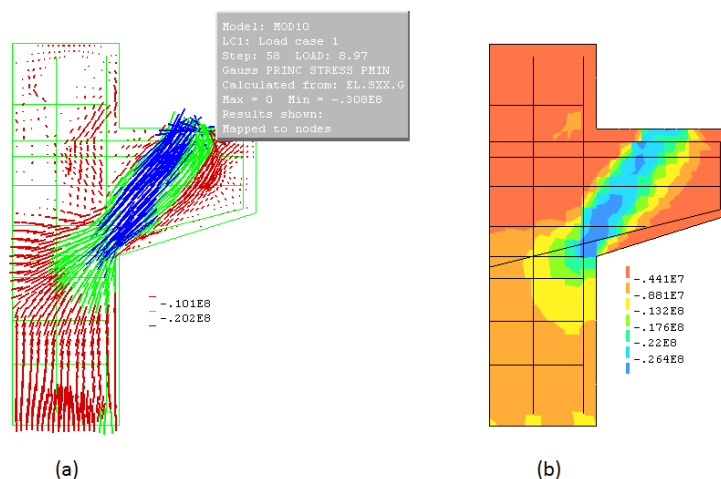 Model: MOD10
LC1: Load case 1
Step: 58 LOAD: 8.97
Gauss PRINC STRESS PMIN
Calculated from: EL.SXX.G
Max = 0 Min = -.308E8
Results shown:
Mapped to nodes
-.101E8
-.202E8
-.441E7
-.881E7
-.132E8
-.176E8
-.22E8
-.264E8
(a)
(b)